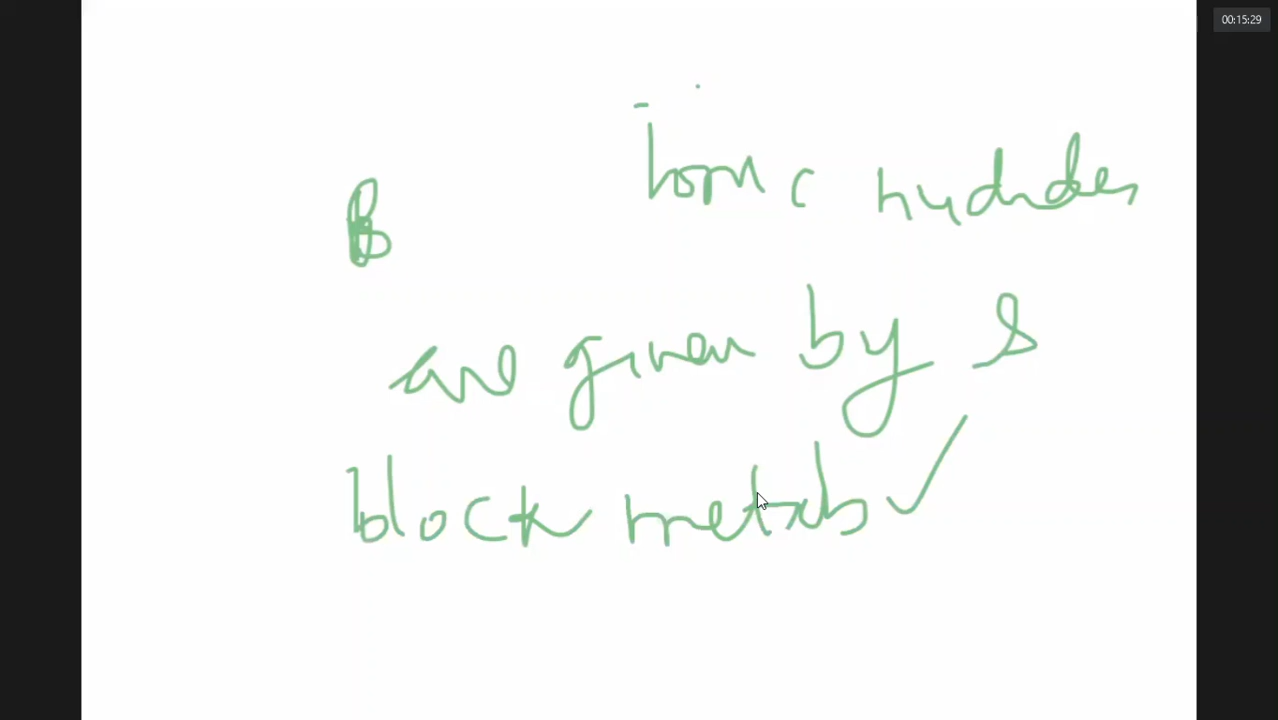 00:15:29
Ionic hydrides
B
are given by s
block metals ✓